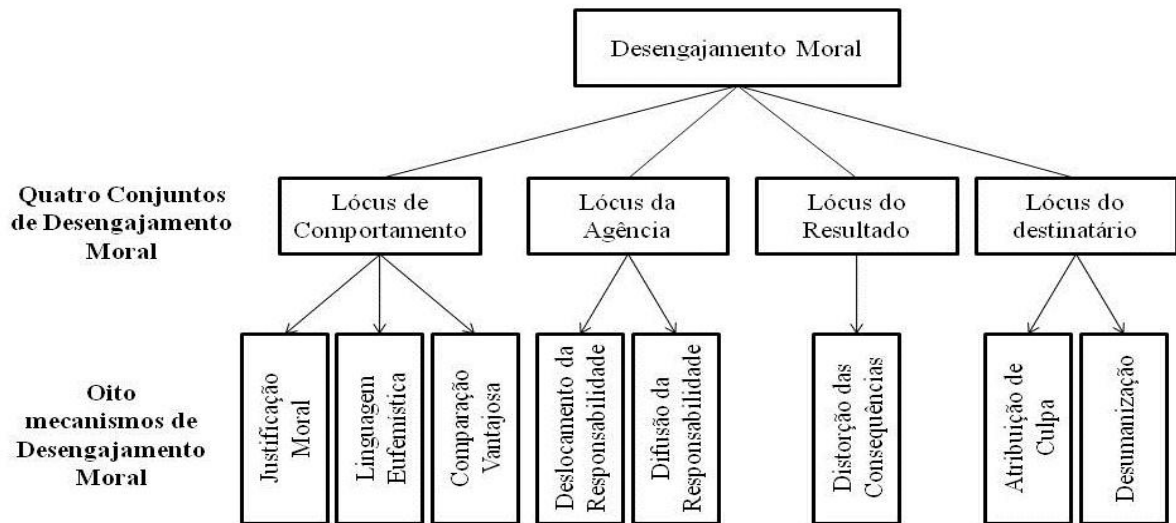 Desengajamento Moral
Quatro Conjuntos
de Desengajamento
Moral
Lócus de
Comportamento
Lócus da
Agência
Lócus do
Resultado
Lócus do
destinatário
Oito
mecanismos de
Desengajamento
Moral
Justificação
Moral
Linguagem
Eufemística
Comparação
Vantajosa
Deslocamento da
Responsabilidade
Difusão da
Responsabilidade
Distorção das
Consequências
Atribuição de
Culpa
Desumanização